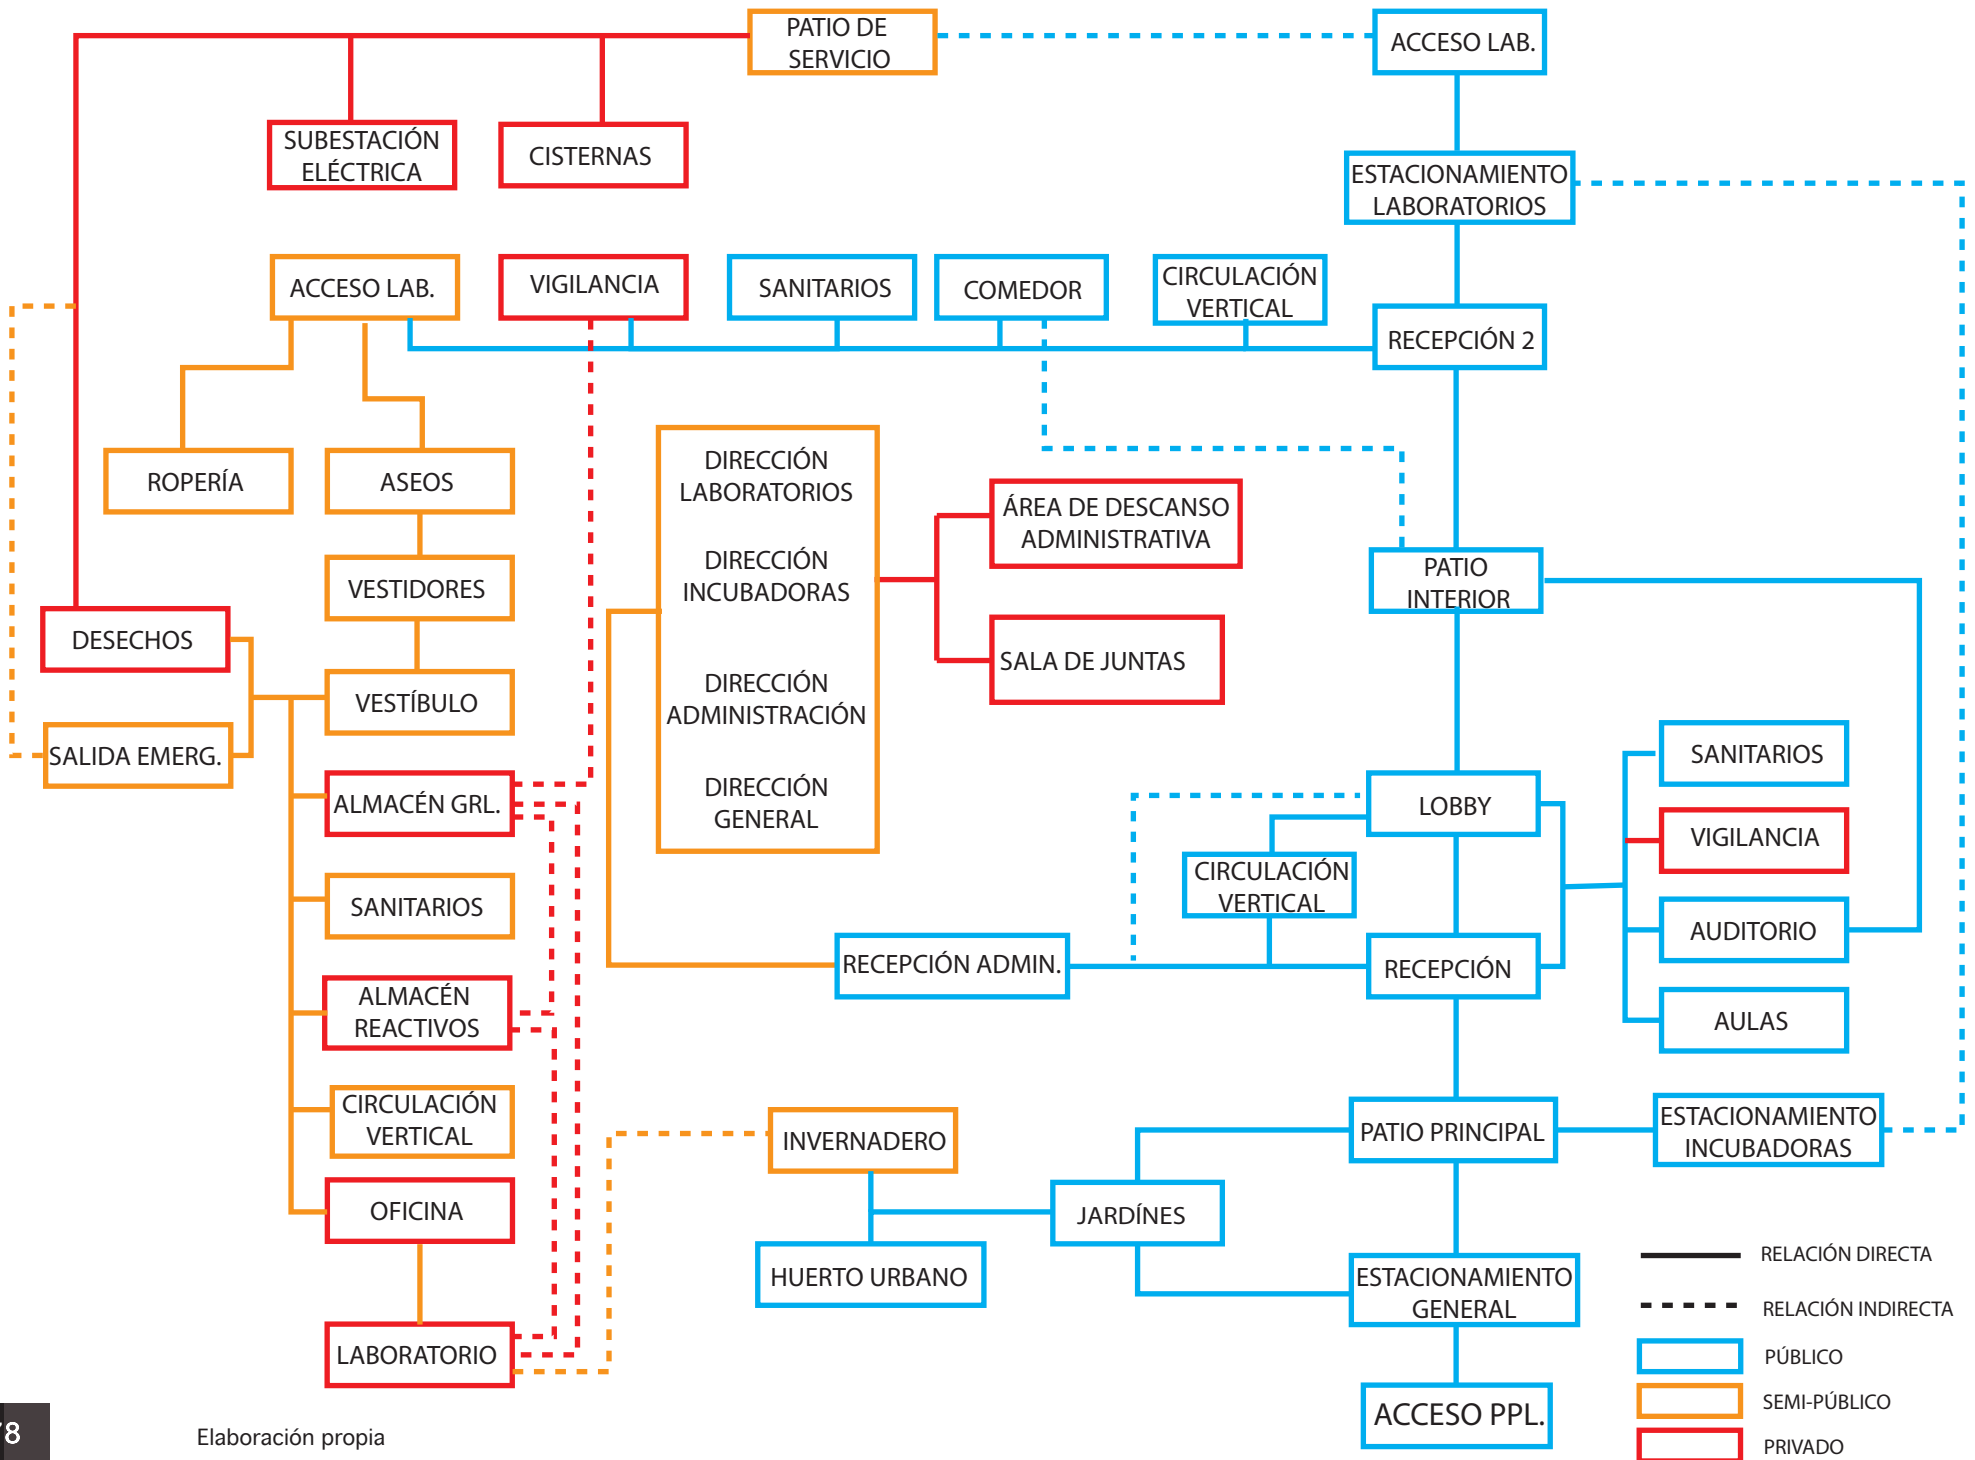 PATIO DE
SERVICIO
ACCESO LAB.
SUBESTACIÓN
ELÉCTRICA
CISTERNAS
ESTACIONAMIENTO
LABORATORIOS
ACCESO LAB.
VIGILANCIA
SANITARIOS
COMEDOR
CIRCULACIÓN
VERTICAL
RECEPCIÓN 2
ROPERÍA
ASEOS
DIRECCIÓN
LABORATORIOS
DIRECCIÓN
INCUBADORAS
DIRECCIÓN
ADMINISTRACIÓN
DIRECCIÓN
GENERAL
ÁREA DE DESCANSO
ADMINISTRATIVA
SALA DE JUNTAS
PATIO
INTERIOR
VESTIDORES
DESECHOS
VESTÍBULO
SALIDA EMERG.
ALMACÉN GRL.
LOBBY
SANITARIOS
VIGILANCIA
CIRCULACIÓN
VERTICAL
AUDITORIO
SANITARIOS
RECEPCIÓN ADMIN.
RECEPCIÓN
AULAS
ALMACÉN
REACTIVOS
CIRCULACIÓN
VERTICAL
INVERNADERO
PATIO PRINCIPAL
ESTACIONAMIENTO
INCUBADORAS
OFICINA
JARDÍNES
HUERTO URBANO
ESTACIONAMIENTO
GENERAL
LABORATORIO
ACCESO PPL.
RELACIÓN DIRECTA
RELACIÓN INDIRECTA
PÚBLICO
SEMI-PÚBLICO
PRIVADO
8
Elaboración propia